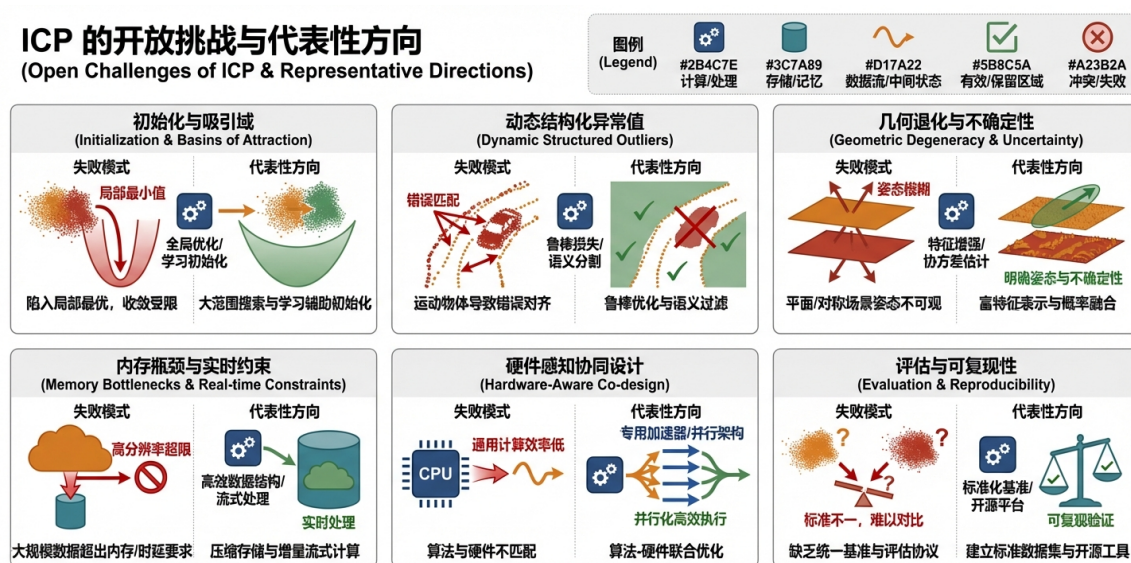 ICP 的开放挑战与代表性方向
(Open Challenges of ICP & Representative Directions)
图例
(Legend)
#2B4C7E
计算/处理
#3C7A89
存储/记忆
#D17A22
数据流/中间状态
#5B8C5A
有效/保留区域
#A23B2A
冲突/失败
初始化与吸引域
(Initialization & Basins of Attraction)
失败模式
代表性方向
局部最小值
全局优化/
学习初始化
陷入局部最优，收敛受限
大范围搜索与学习辅助初始化
动态结构化异常值
(Dynamic Structured Outliers)
失败模式
代表性方向
错误匹配
鲁棒损失/
语义分割
运动物体导致错误对齐
鲁棒优化与语义过滤
几何退化与不确定性
(Geometric Degeneracy & Uncertainty)
失败模式
代表性方向
姿态模糊
特征增强/
协方差估计
明确姿态与不确定性
平面/对称场景姿态不可观
富特征表示与概率融合
内存瓶颈与实时约束
(Memory Bottlenecks & Real-time Constraints)
失败模式
代表性方向
高分辨率超限
高效数据结构/
流式处理
实时处理
大规模数据超出内存/时延要求
压缩存储与增量流式计算
硬件感知协同设计
(Hardware-Aware Co-design)
失败模式
代表性方向
CPU
通用计算效率低
专用加速器/并行架构
并行化高效执行
算法与硬件不匹配
算法-硬件联合优化
评估与可复现性
(Evaluation & Reproducibility)
失败模式
代表性方向
?
?
?
标准不一，难以对比
标准化基准/
开源平台
可复现验证
缺乏统一基准与评估协议
建立标准数据集与开源工具